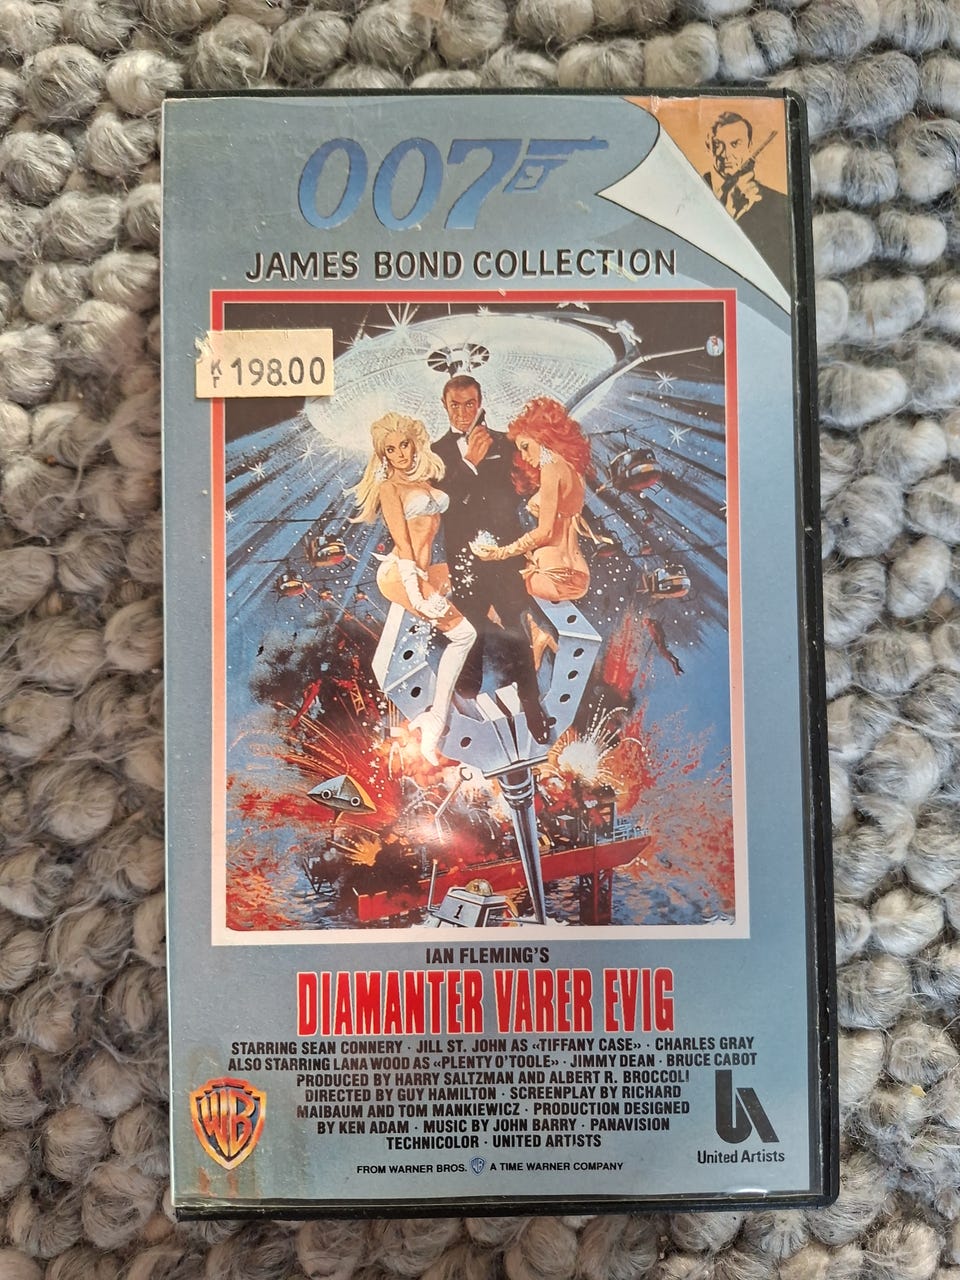 007
JAMES BOND COLLECTION
Kr 198.00
1
IAN FLEMING'S
DIAMANTER VARER EVIG
STARRING SEAN CONNERY · JILL ST. JOHN AS «TIFFANY CASE» · CHARLES GRAY
ALSO STARRING LANA WOOD AS «PLENTY O'TOOLE» · JIMMY DEAN · BRUCE CABOT
PRODUCED BY HARRY SALTZMAN AND ALBERT R. BROCCOLI
DIRECTED BY GUY HAMILTON · SCREENPLAY BY RICHARD
MAIBAUM AND TOM MANKIEWICZ · PRODUCTION DESIGNED
BY KEN ADAM · MUSIC BY JOHN BARRY · PANAVISION
TECHNICOLOR · UNITED ARTISTS
WB
UA
United Artists
FROM WARNER BROS. WB A TIME WARNER COMPANY